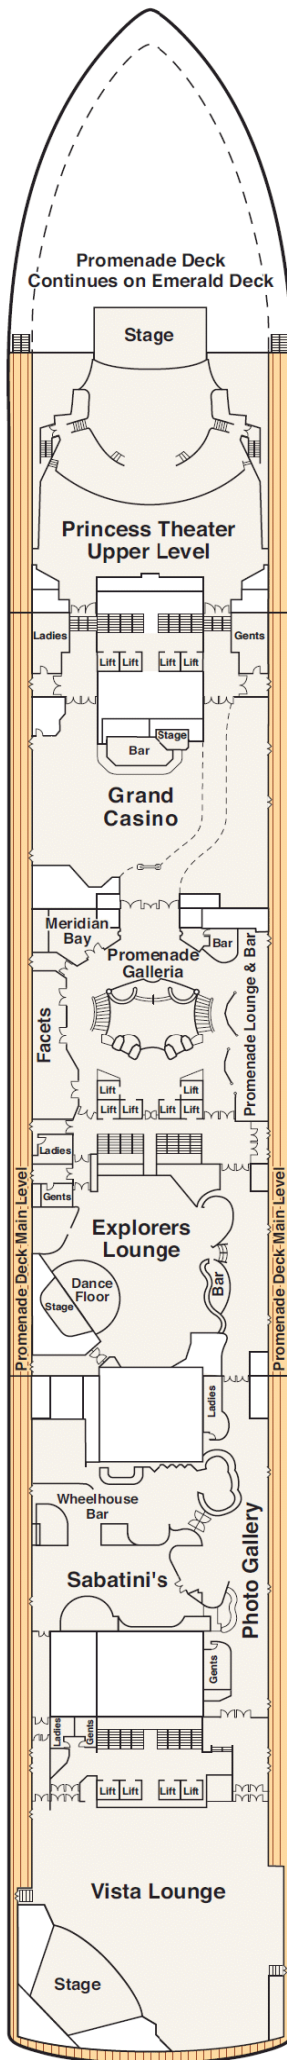 Promenade Deck
Continues on Emerald Deck
Stage
Princess Theater
Upper Level
Ladies
Gents
Lift
Lift
Lift
Lift
Stage
Bar
Grand
Casino
Meridian
Bay
Bar
Promenade
Galleria
Facets
Promenade Lounge & Bar
Lift
Lift
Lift
Lift
Lift
Lift
Ladies
Gents
Promenade Deck Main Level
Promenade Deck Main Level
Explorers
Lounge
Dance
Floor
Stage
Bar
Ladies
Wheelhouse
Bar
Photo Gallery
Sabatini's
Gents
Ladies
Gents
Lift
Lift
Lift
Lift
Vista Lounge
Stage